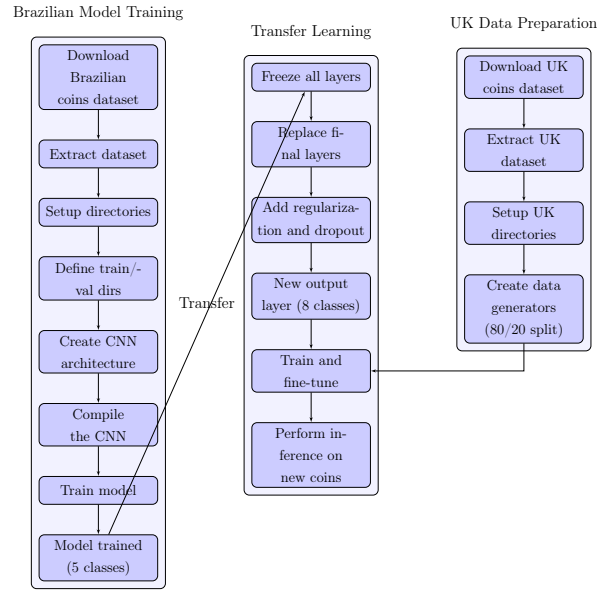 Brazilian Model Training
Download
Brazilian
coins dataset
Extract dataset
Setup directories
Define train/-
val dirs
Create CNN
architecture
Compile
the CNN
Train model
Model trained
(5 classes)
Transfer
Transfer Learning
Freeze all layers
Replace fi-
nal layers
Add regulariza-
tion and dropout
New output
layer (8 classes)
Train and
fine-tune
Perform in-
ference on
new coins
UK Data Preparation
Download UK
coins dataset
Extract UK
dataset
Setup UK
directories
Create data
generators
(80/20 split)